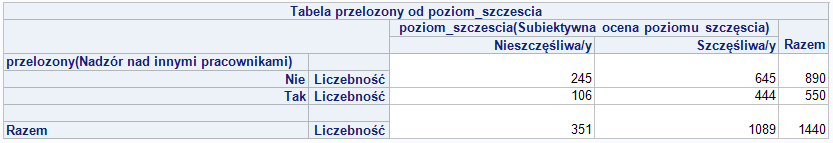 Tabela przelozony od poziom_szczescia
poziom_szczescia(Subiektywna ocena poziomu szczęścia)
Nieszczęśliwa/y Szczęśliwa/y Razem
przelozony(Nadzór nad innymi pracownikami)
Nie Liczebność 245 645 890
Tak Liczebność 106 444 550
Razem Liczebność 351 1089 1440